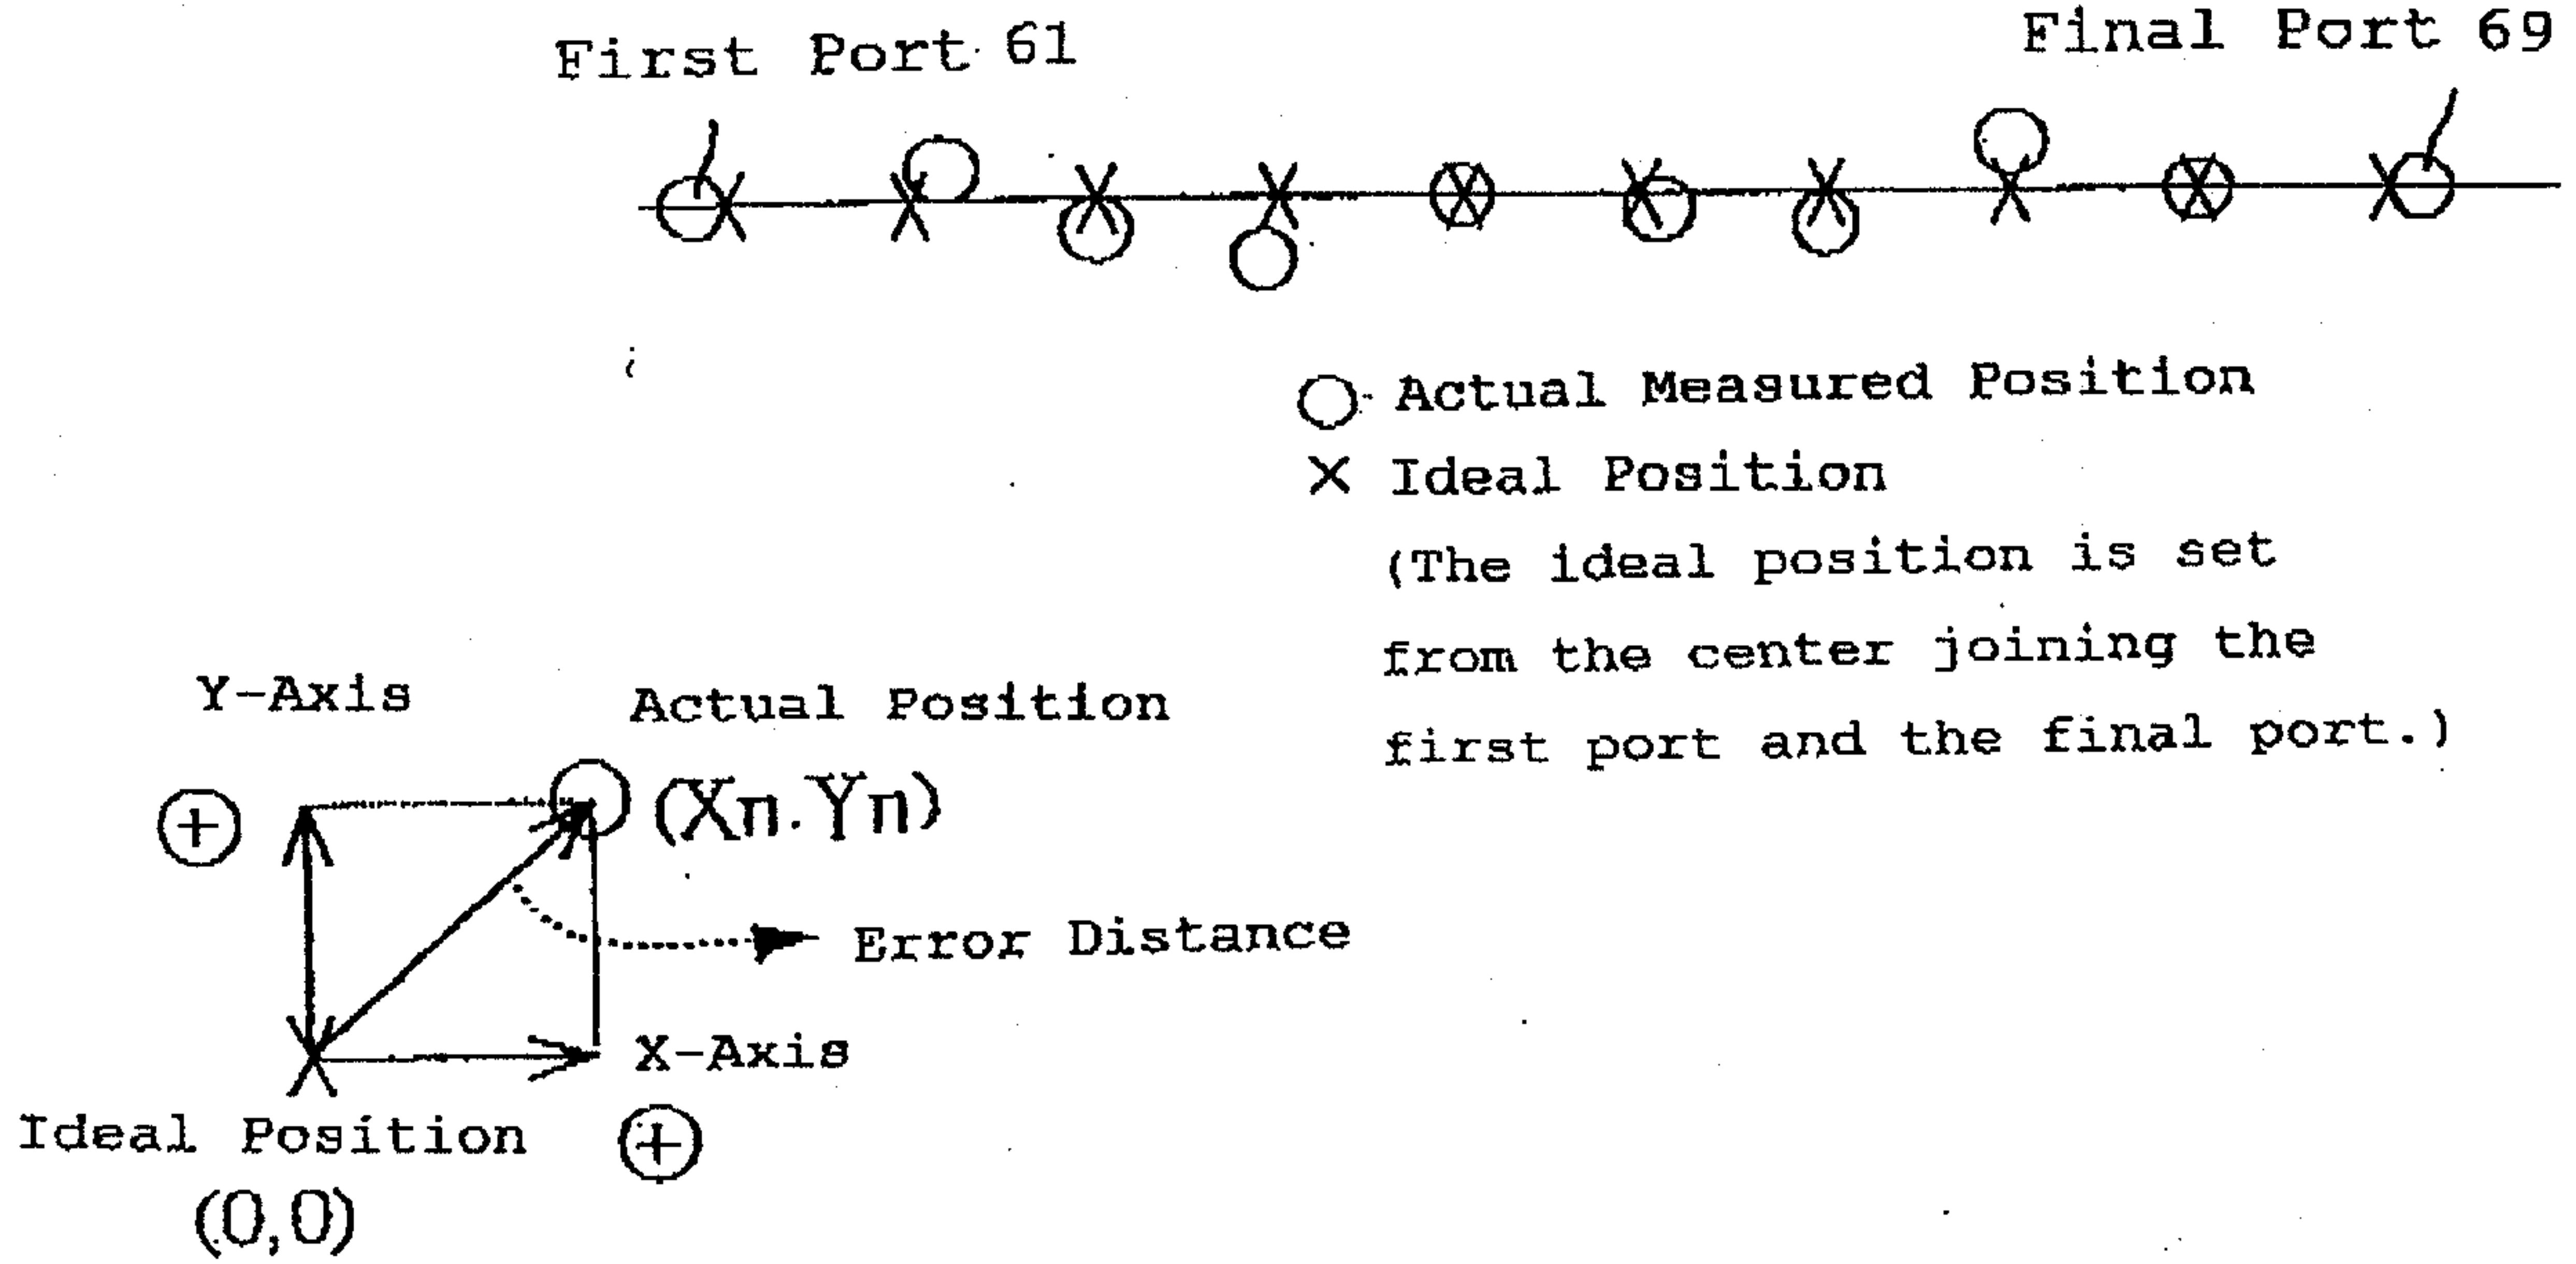 First Port 61
Final Port 69
Actual Measured Position
Ideal Position
(The ideal position is set
from the center joining the
first port and the final port.)
Y-Axis
Actual Position
(Xn.Yn)
Error Distance
X-Axis
Ideal Position
(0,0)